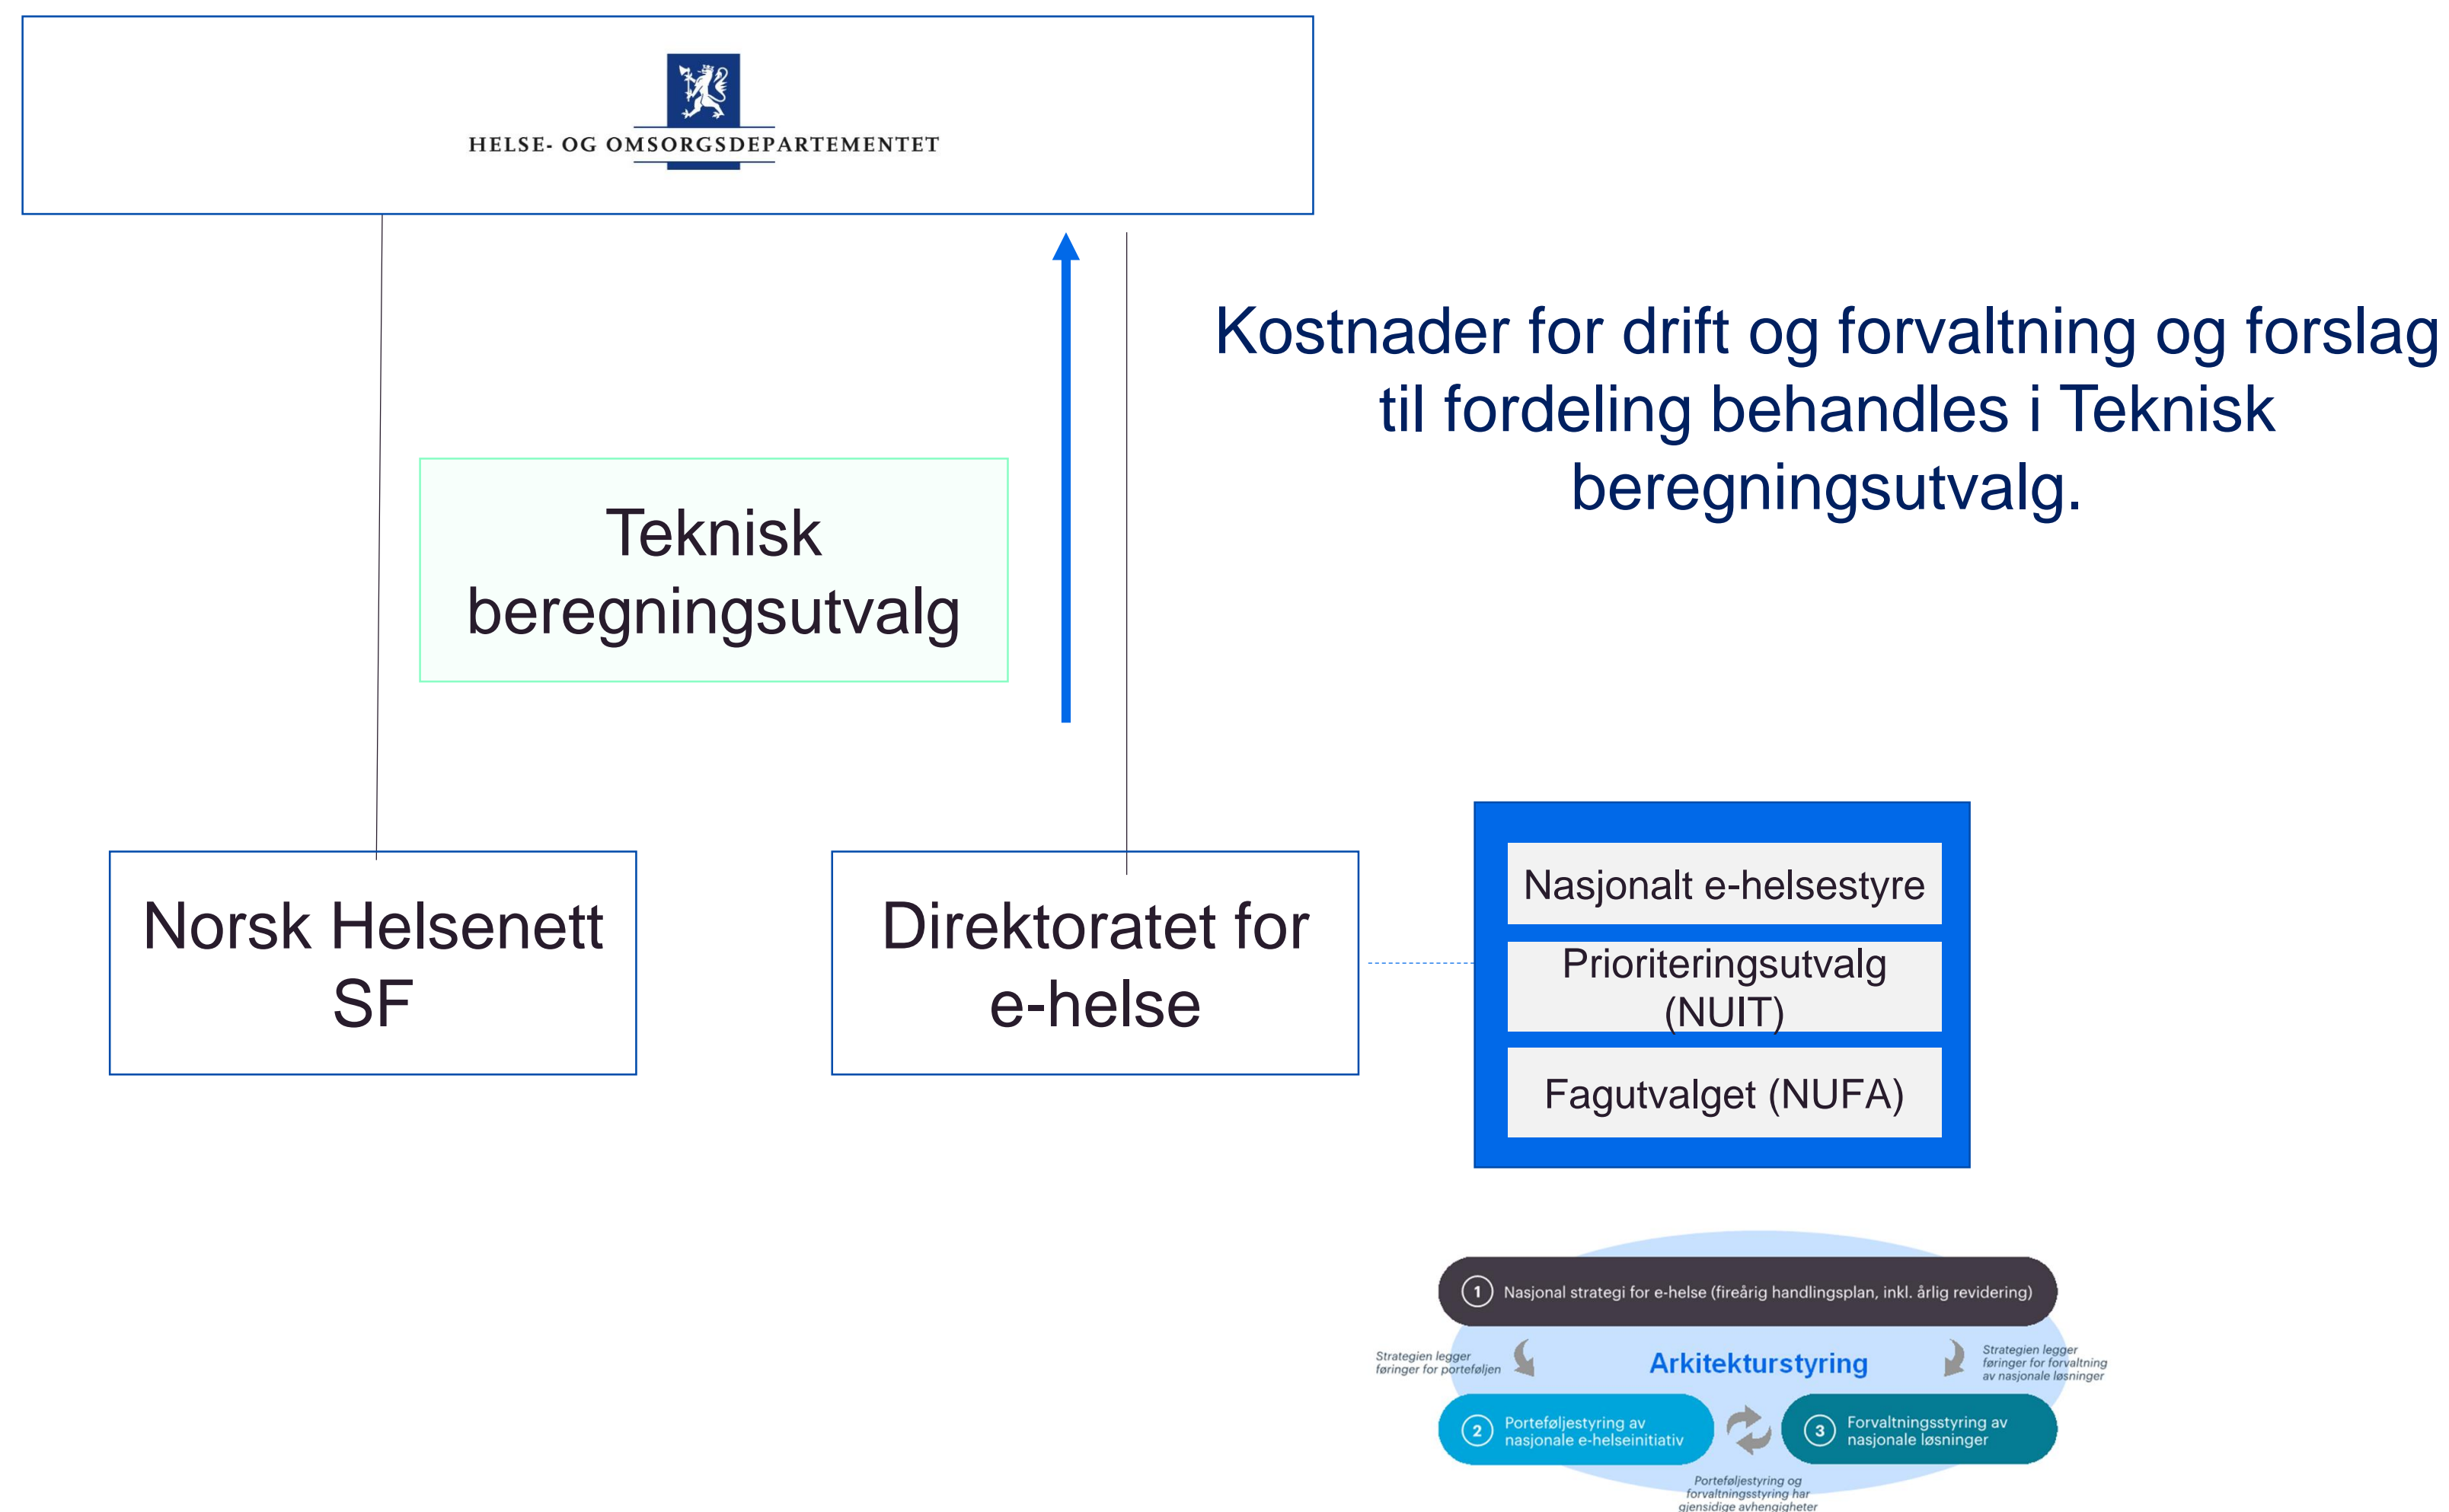 HELSE- OG OMSORGSDEPARTEMENTET
Kostnader for drift og forvaltning og forslag
til fordeling behandles i Teknisk
beregningsutvalg.
Teknisk
beregningsutvalg
Norsk Helsenett
SF
Direktoratet for
e-helse
Nasjonalt e-helsestyre
Prioriteringsutvalg
(NUIT)
Fagutvalget (NUFA)
1 Nasjonal strategi for e-helse (fireårig handlingsplan, inkl. årlig revidering)
Strategien legger
føringer for porteføljen
Arkitekturstyring
Strategien legger
føringer for forvaltning
av nasjonale løsninger
2 Porteføljestyring av
nasjonale e-helseinitiativ
3 Forvaltningsstyring av
nasjonale løsninger
Porteføljestyring og
forvaltningsstyring har
gjensidige avhengigheter